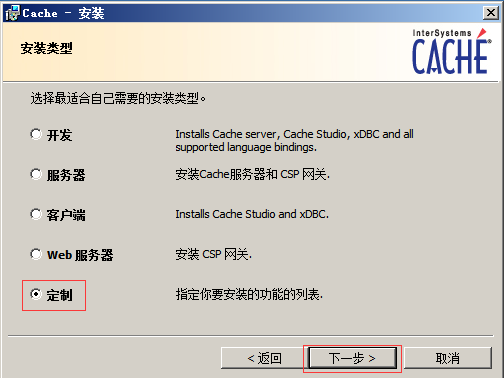 Cache - 安装
安装类型
InterSystems
CACHÉ®
选择最适合自己需要的安装类型。
开发
Installs Cache server, Cache Studio, xDBC and all
supported language bindings.
服务器
安装Cache服务器和 CSP 网关.
客户端
Installs Cache Studio and xDBC.
Web 服务器
安装 CSP 网关.
定制
指定你要安装的功能的列表.
< 返回
下一步 >
取消